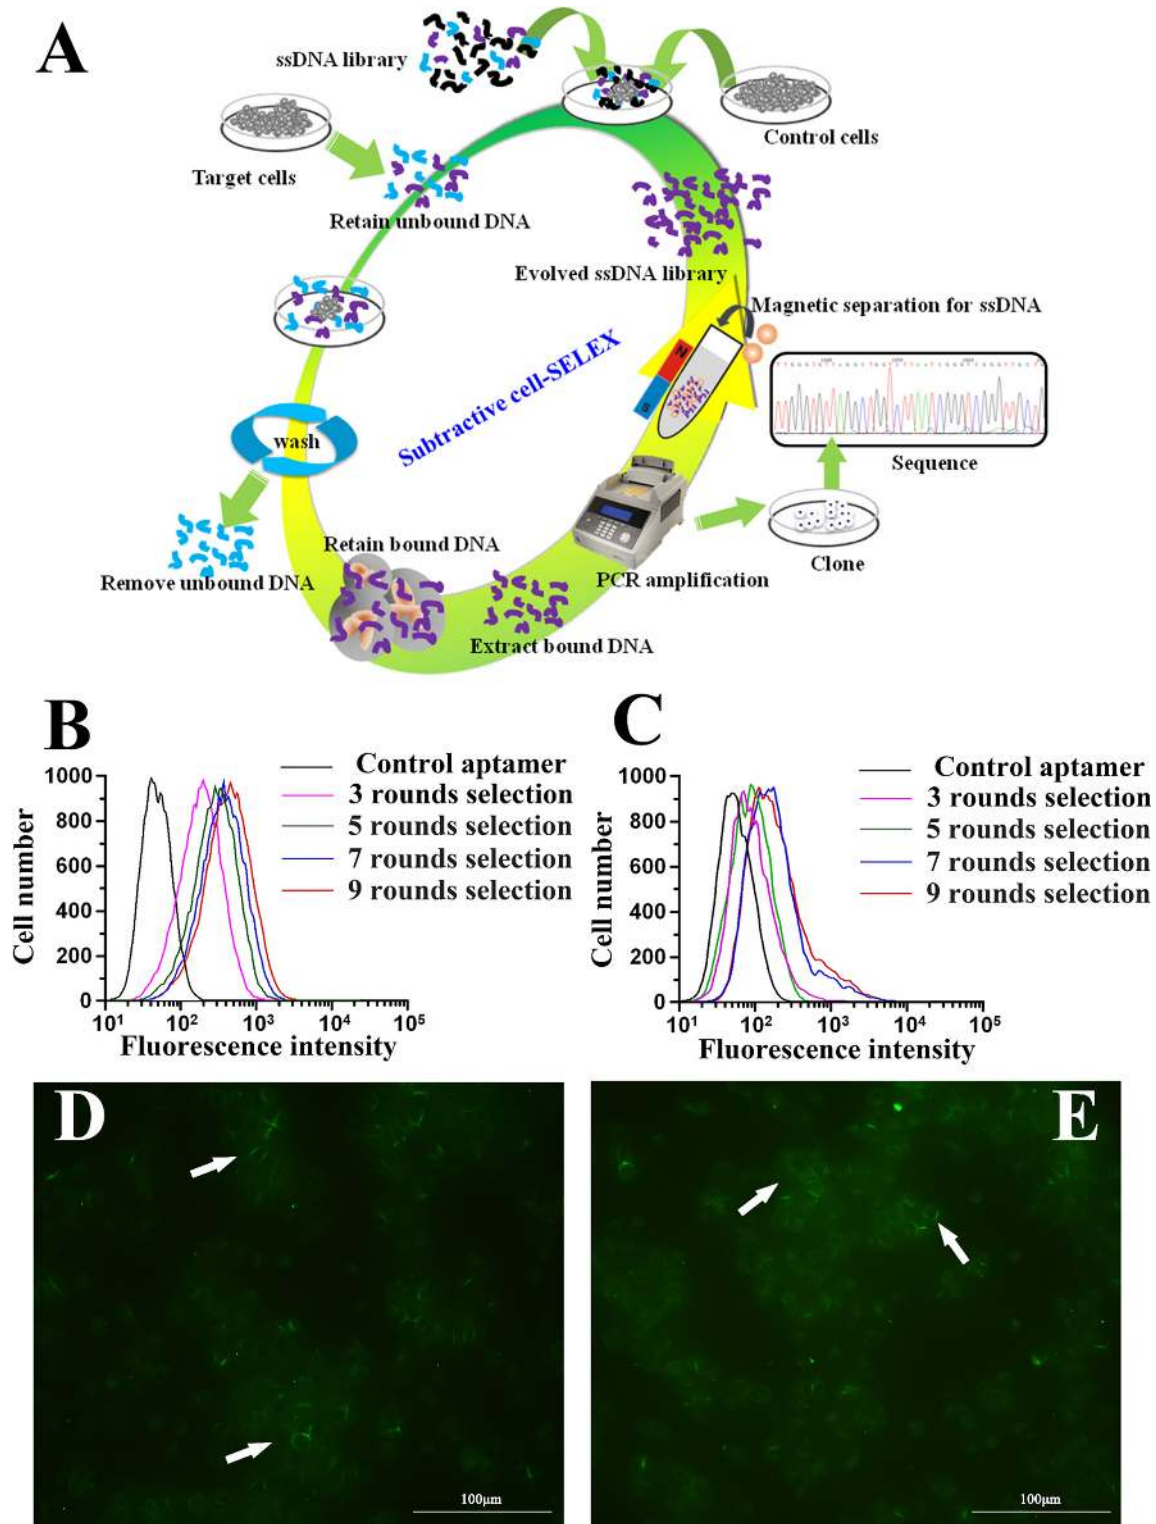 A
ssDNA library
Control cells
Target cells
Retain unbound DNA
Evolved ssDNA library
Magnetic separation for ssDNA
N
S
Subtractive cell-SELEX
wash
Sequence
Retain bound DNA
Remove unbound DNA
PCR amplification
Clone
Extract bound DNA
B
Control aptamer
3 rounds selection
5 rounds selection
7 rounds selection
9 rounds selection
1000
800
600
400
200
0
Cell number
10¹ 10² 10³ 10⁴ 10⁵
Fluorescence intensity
C
Control aptamer
3 rounds selection
5 rounds selection
7 rounds selection
9 rounds selection
1000
800
600
400
200
0
Cell number
10¹ 10² 10³ 10⁴ 10⁵
Fluorescence intensity
D
100μm
E
100μm